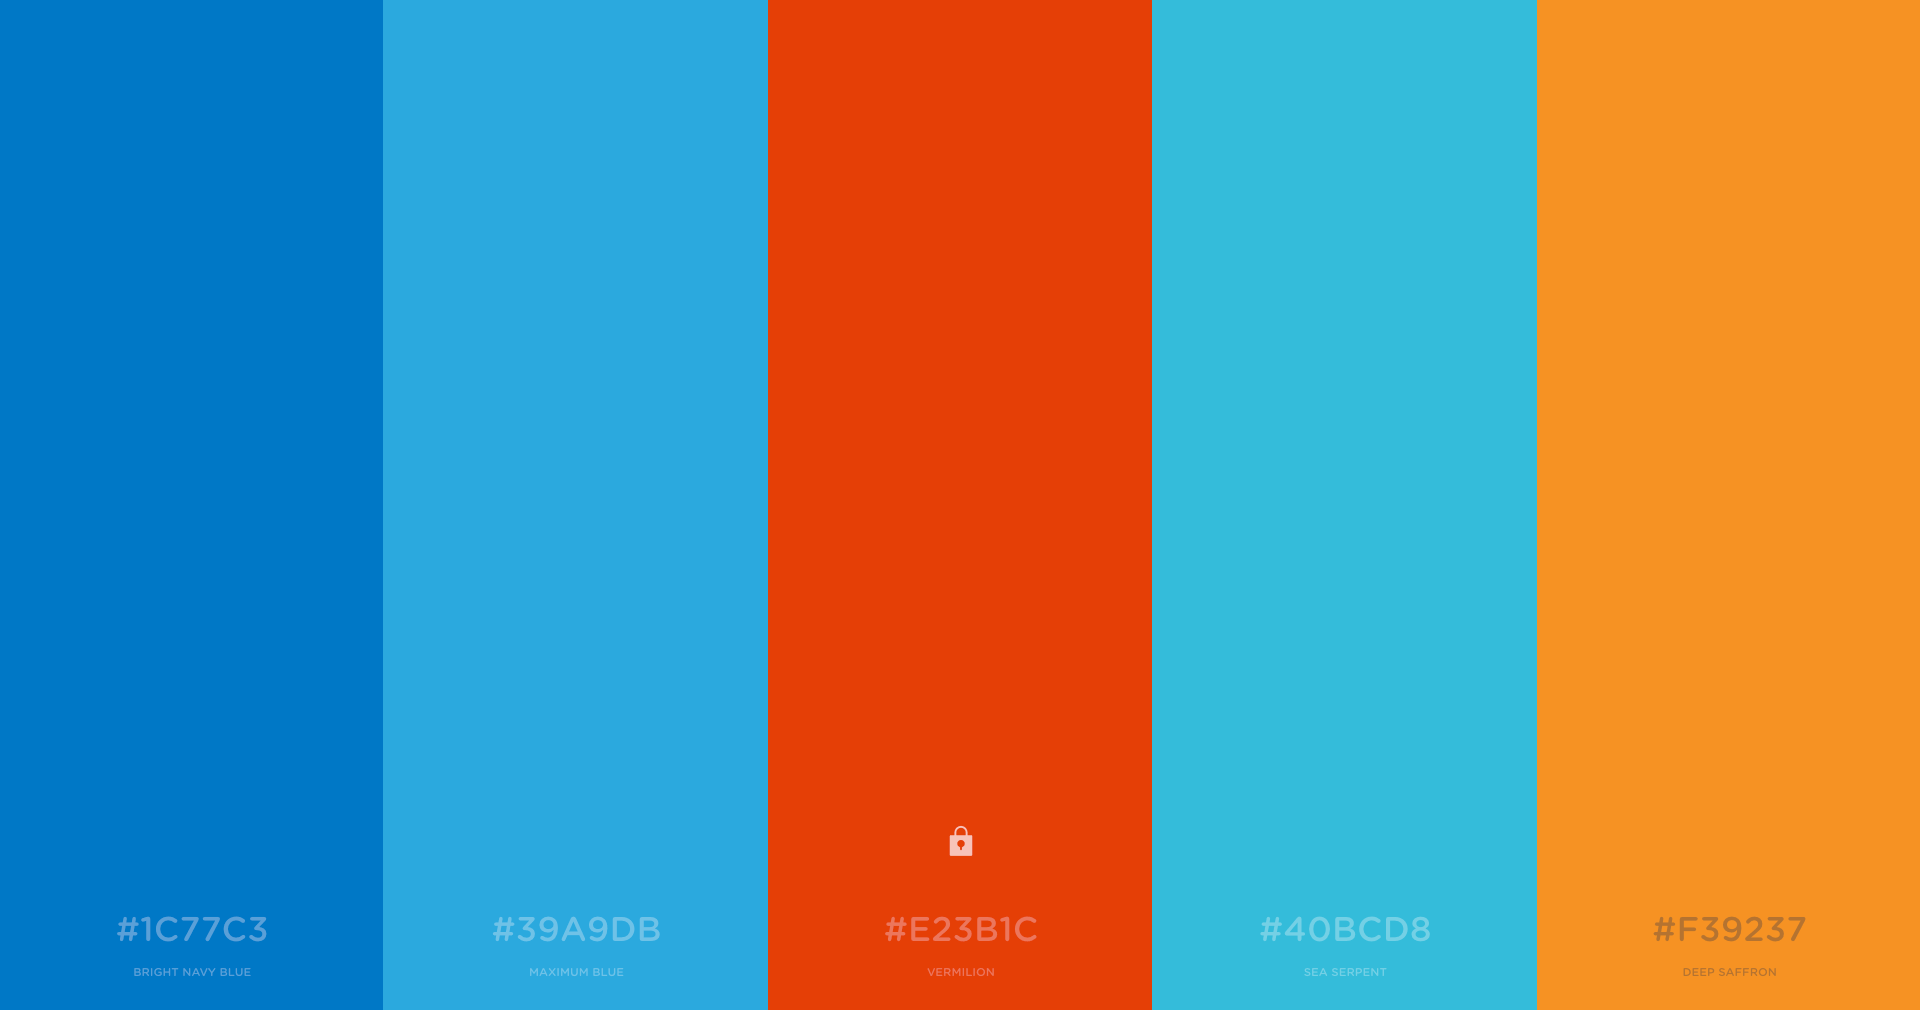 #1C77C3
BRIGHT NAVY BLUE
#39A9DB
MAXIMUM BLUE
#E23B1C
VERMILION
#40BCD8
SEA SERPENT
#F39237
DEEP SAFFRON